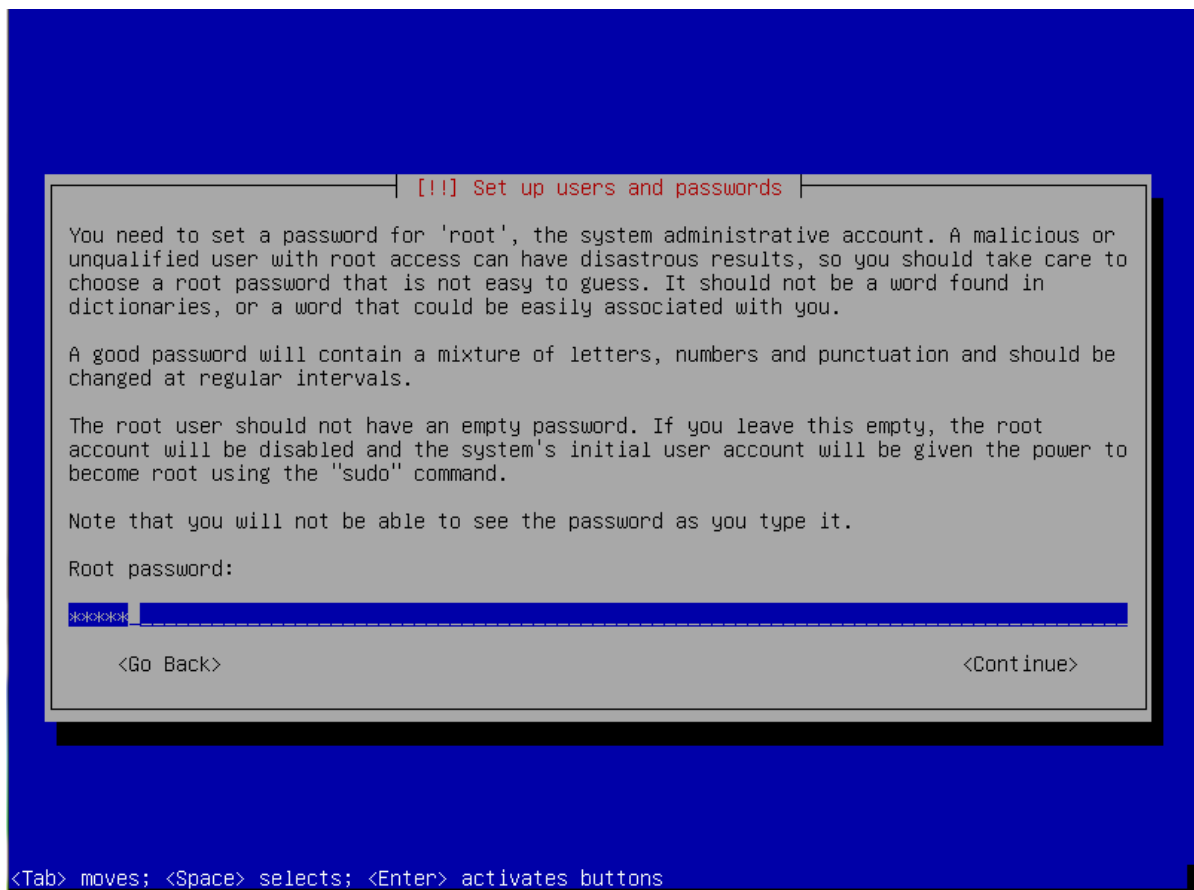 [!!] Set up users and passwords
You need to set a password for 'root', the system administrative account. A malicious or
unqualified user with root access can have disastrous results, so you should take care to
choose a root password that is not easy to guess. It should not be a word found in
dictionaries, or a word that could be easily associated with you.
A good password will contain a mixture of letters, numbers and punctuation and should be
changed at regular intervals.
The root user should not have an empty password. If you leave this empty, the root
account will be disabled and the system's initial user account will be given the power to
become root using the "sudo" command.
Note that you will not be able to see the password as you type it.
Root password:
*****
<Go Back> <Continue>
<Tab> moves; <Space> selects; <Enter> activates buttons